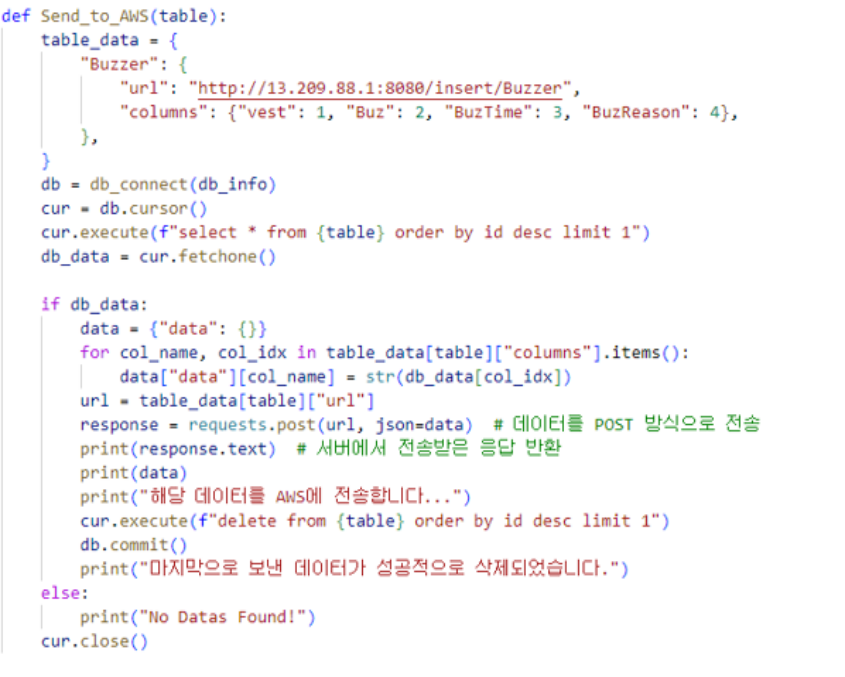 def Send_to_AWS(table):
    table_data = {
        "Buzzer": {
            "url": "http://13.209.88.1:8080/insert/Buzzer",
            "columns": {"vest": 1, "Buz": 2, "BuzTime": 3, "BuzReason": 4},
        },
    }
    db = db_connect(db_info)
    cur = db.cursor()
    cur.execute(f"select * from {table} order by id desc limit 1")
    db_data = cur.fetchone()

    if db_data:
        data = {"data": {}}
        for col_name, col_idx in table_data[table]["columns"].items():
            data["data"][col_name] = str(db_data[col_idx])
        url = table_data[table]["url"]
        response = requests.post(url, json=data)  # 데이터를 POST 방식으로 전송
        print(response.text)  # 서버에서 전송받은 응답 반환
        print(data)
        print("해당 데이터를 AWS에 전송합니다...")
        cur.execute(f"delete from {table} order by id desc limit 1")
        db.commit()
        print("마지막으로 보낸 데이터가 성공적으로 삭제되었습니다.")
    else:
        print("No Datas Found!")
    cur.close()